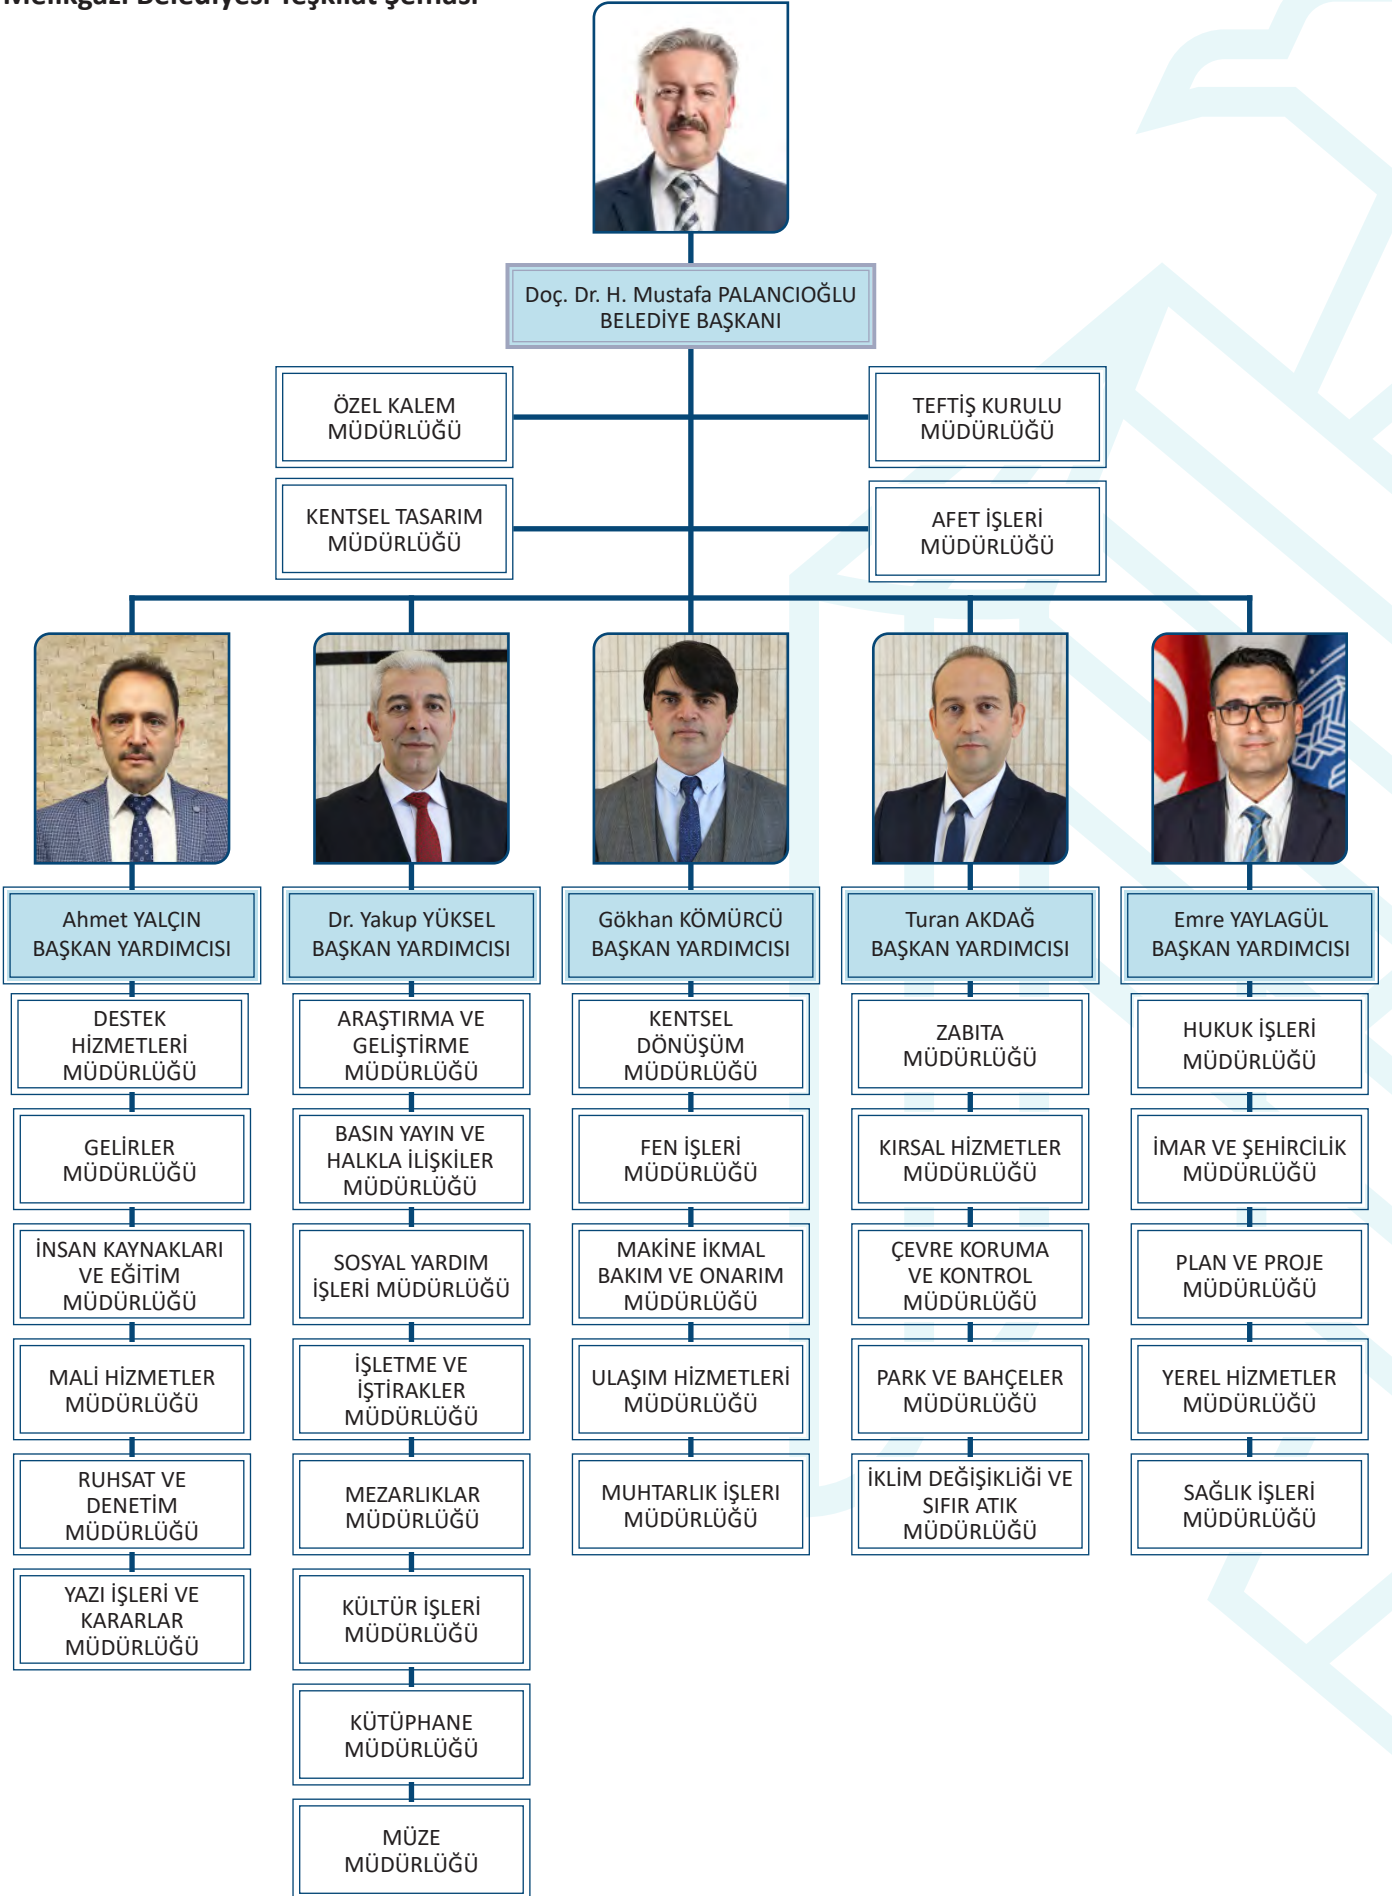 Melikgazi Belediyesi Teşkilat Şeması
Doç. Dr. H. Mustafa PALANCIOĞLU
BELEDİYE BAŞKANI
ÖZEL KALEM
MÜDÜRLÜĞÜ
TEFTİŞ KURULU
MÜDÜRLÜĞÜ
KENTSEL TASARIM
MÜDÜRLÜĞÜ
AFET İŞLERİ
MÜDÜRLÜĞÜ
Ahmet YALÇIN
BAŞKAN YARDIMCISI
DESTEK
HİZMETLERİ
MÜDÜRLÜĞÜ
GELİRLER
MÜDÜRLÜĞÜ
İNSAN KAYNAKLARI
VE EĞİTİM
MÜDÜRLÜĞÜ
MALİ HİZMETLER
MÜDÜRLÜĞÜ
RUHSAT VE
DENETİM
MÜDÜRLÜĞÜ
YAZI İŞLERİ VE
KARARLAR
MÜDÜRLÜĞÜ
Dr. Yakup YÜKSEL
BAŞKAN YARDIMCISI
ARAŞTIRMA VE
GELİŞTİRME
MÜDÜRLÜĞÜ
BASIN YAYIN VE
HALKLA İLİŞKİLER
MÜDÜRLÜĞÜ
SOSYAL YARDIM
İŞLERİ MÜDÜRLÜĞÜ
İŞLETME VE
İŞTİRAKLER
MÜDÜRLÜĞÜ
MEZARLIKLAR
MÜDÜRLÜĞÜ
KÜLTÜR İŞLERİ
MÜDÜRLÜĞÜ
KÜTÜPHANE
MÜDÜRLÜĞÜ
MÜZE
MÜDÜRLÜĞÜ
Gökhan KÖMÜRCÜ
BAŞKAN YARDIMCISI
KENTSEL
DÖNÜŞÜM
MÜDÜRLÜĞÜ
FEN İŞLERİ
MÜDÜRLÜĞÜ
MAKİNE İKMAL
BAKIM VE ONARIM
MÜDÜRLÜĞÜ
ULAŞIM HİZMETLERİ
MÜDÜRLÜĞÜ
MUHTARLIK İŞLERI
MÜDÜRLÜĞÜ
Turan AKDAĞ
BAŞKAN YARDIMCISI
ZABITA
MÜDÜRLÜĞÜ
KIRSAL HİZMETLER
MÜDÜRLÜĞÜ
ÇEVRE KORUMA
VE KONTROL
MÜDÜRLÜĞÜ
PARK VE BAHÇELER
MÜDÜRLÜĞÜ
İKLİM DEĞİŞİKLİĞİ VE
SIFIR ATIK
MÜDÜRLÜĞÜ
Emre YAYLAGÜL
BAŞKAN YARDIMCISI
HUKUK İŞLERİ
MÜDÜRLÜĞÜ
İMAR VE ŞEHİRCİLİK
MÜDÜRLÜĞÜ
PLAN VE PROJE
MÜDÜRLÜĞÜ
YEREL HİZMETLER
MÜDÜRLÜĞÜ
SAĞLIK İŞLERİ
MÜDÜRLÜĞÜ